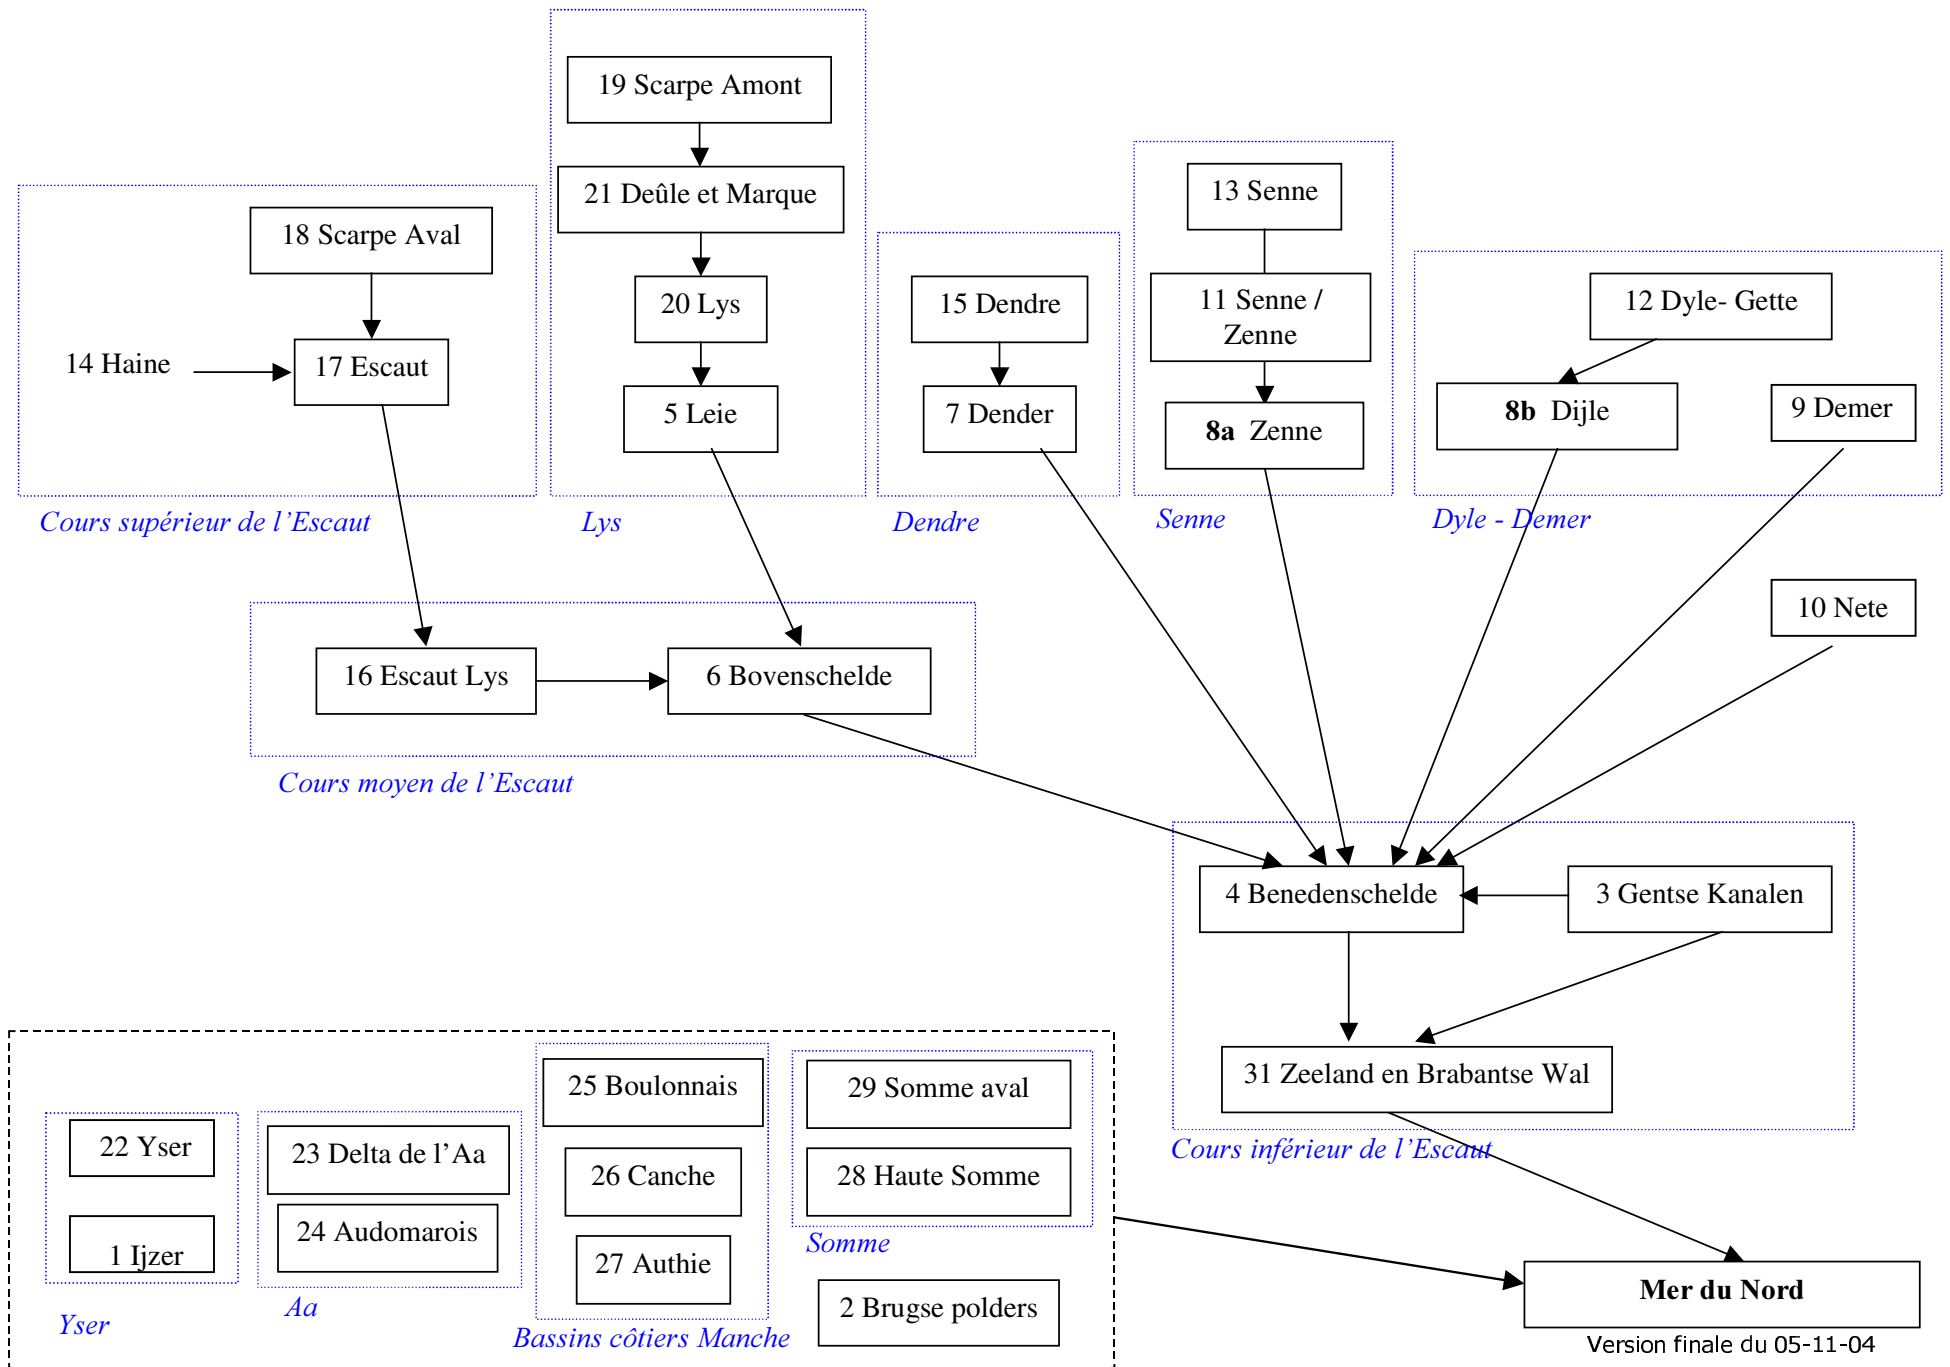 19 Scarpe Amont
21 Deûle et Marque
20 Lys
5 Leie
Lys
18 Scarpe Aval
14 Haine
17 Escaut
Cours supérieur de l’Escaut
15 Dendre
7 Dender
Dendre
13 Senne
11 Senne /
Zenne
8a Zenne
Senne
12 Dyle- Gette
8b Dijle
9 Demer
Dyle - Demer
10 Nete
16 Escaut Lys
6 Bovenschelde
Cours moyen de l’Escaut
4 Benedenschelde
3 Gentse Kanalen
31 Zeeland en Brabantse Wal
Cours inférieur de l’Escaut
22 Yser
1 Ijzer
Yser
23 Delta de l’Aa
24 Audomarois
Aa
25 Boulonnais
26 Canche
27 Authie
Bassins côtiers Manche
29 Somme aval
28 Haute Somme
Somme
2 Brugse polders
Mer du Nord
Version finale du 05-11-04